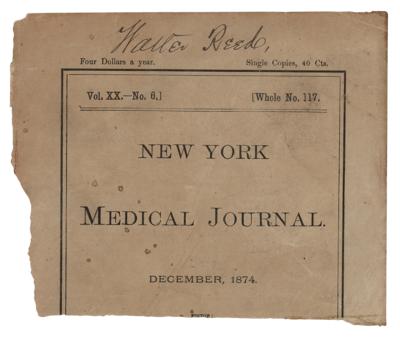 Walter Reed,
Four Dollars a year. Single Copies, 40 Cts.
Vol. XX.—No. 6.] [Whole No. 117.
NEW YORK
MEDICAL JOURNAL.
DECEMBER, 1874.